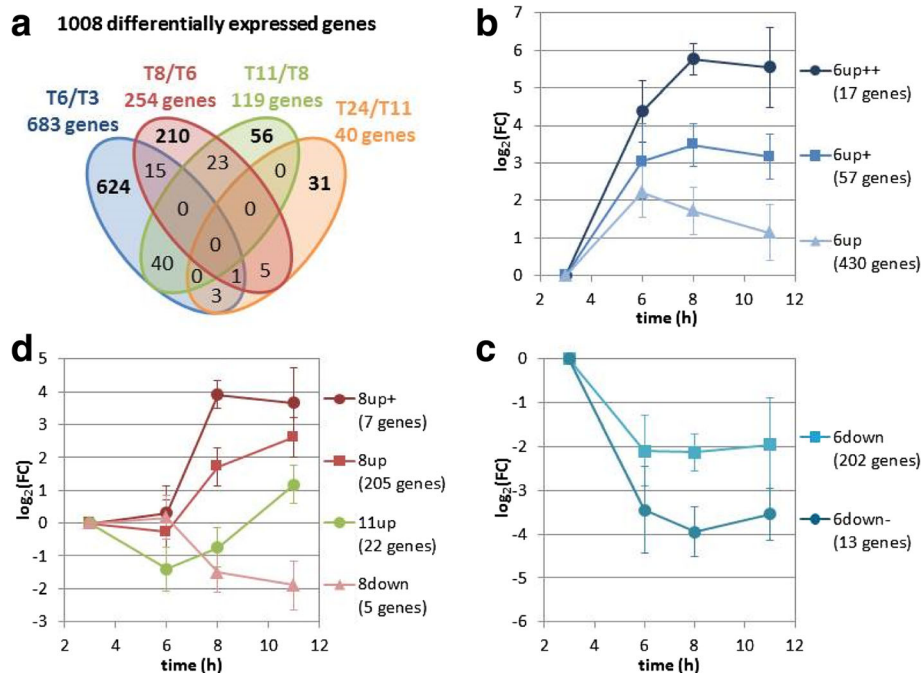 a 1008 differentially expressed genes
T8/T6
254 genes
T11/T8
119 genes
T6/T3
683 genes
T24/T11
40 genes
210
56
624
15
23
0
31
0
0
0
40
0
1
5
3
b
7
6
5
4
3
2
1
0
log2(FC)
2 4 6 8 10 12
time (h)
6up++
(17 genes)
6up+
(57 genes)
6up
(430 genes)
d
5
4
3
2
1
0
-1
-2
-3
log2(FC)
2 4 6 8 10 12
time (h)
8up+
(7 genes)
8up
(205 genes)
11up
(22 genes)
8down
(5 genes)
c
-0
-1
-2
-3
-4
-5
-6
log2(FC)
2 4 6 8 10 12
time (h)
6down
(202 genes)
6down-
(13 genes)